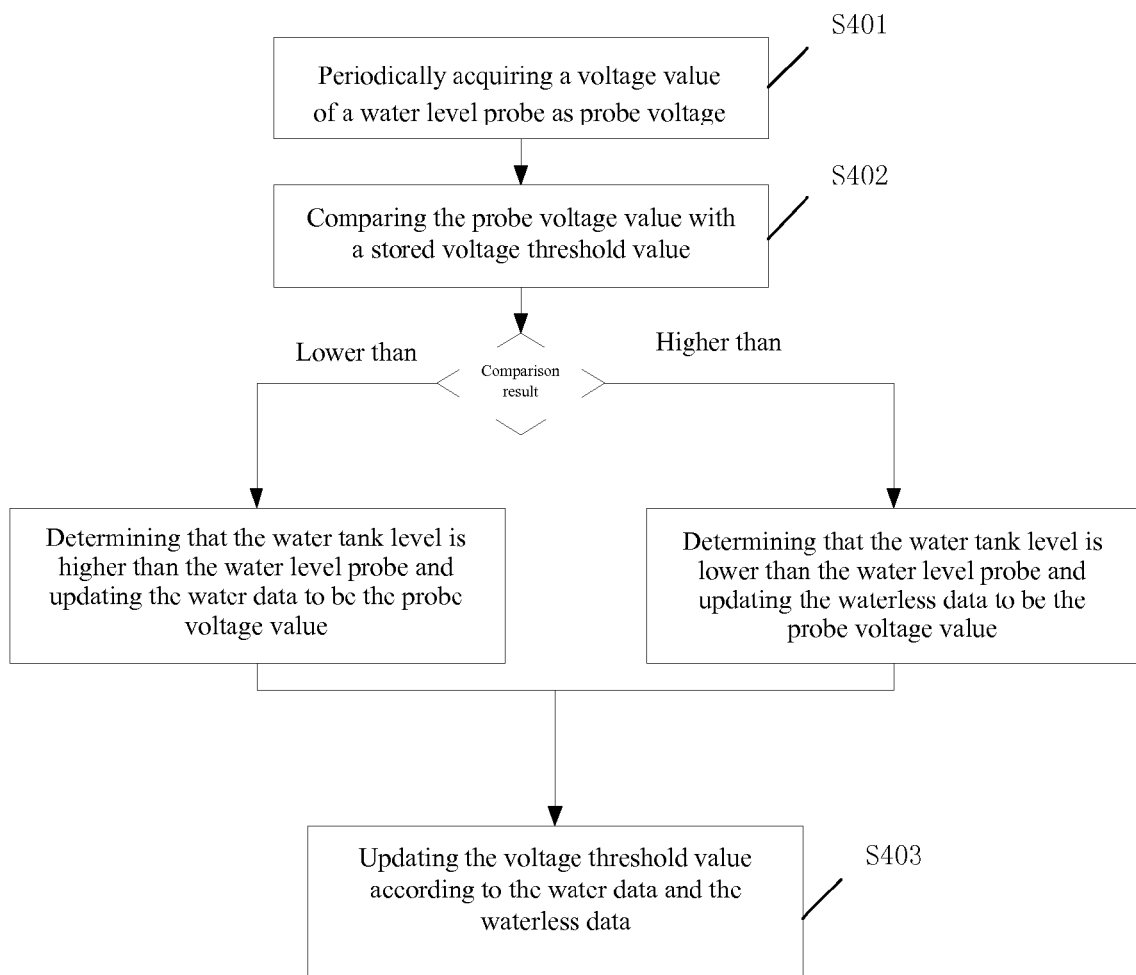 S401
Periodically acquiring a voltage value
of a water level probe as probe voltage
S402
Comparing the probe voltage value with
a stored voltage threshold value
Lower than
Higher than
Comparison
result
Determining that the water tank level is
higher than the water level probe and
updating the water data to be the probe
voltage value
Determining that the water tank level is
lower than the water level probe and
updating the waterless data to be the
probe voltage value
S403
Updating the voltage threshold value
according to the water data and the
waterless data